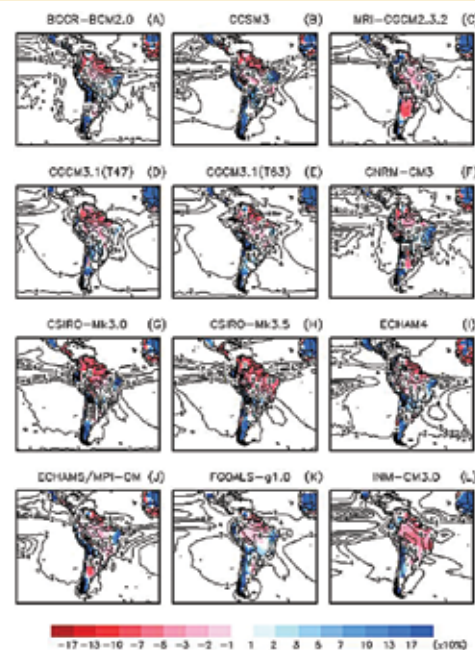 BCCR-BCM2.0 (A) CCSM3 (B) MRI-CGCM2.3.2 (C)
CGCM3.1(T47) (D) CGCM3.1(T63) (E) CNRM-CM3 (F)
CSIRO-Mk3.0 (G) CSIRO-Mk3.5 (H) ECHAM4 (I)
ECHAM5/MPI-OM (J) FGOALS-g1.0 (K) INM-CM3.0 (L)
-17 -13 -10 -7 -5 -3 -2 -1 1 2 3 5 7 10 13 17 (x10%)